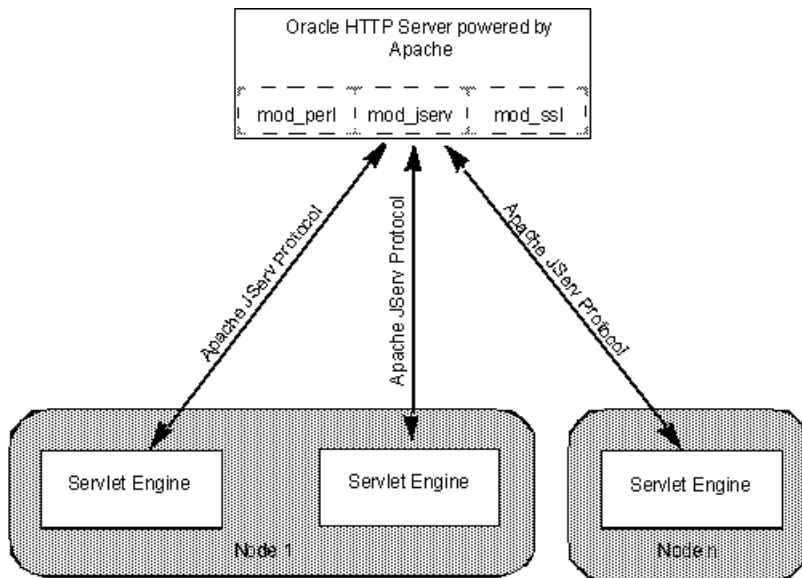 Oracle HTTP Server powered by
Apache
mod_perl
mod_jserv
mod_ssl
Apache JServ protocol
Apache JServ Protocol
Apache JServ Protocol
Servlet Engine
Servlet Engine
Servlet Engine
Node 1
Node n